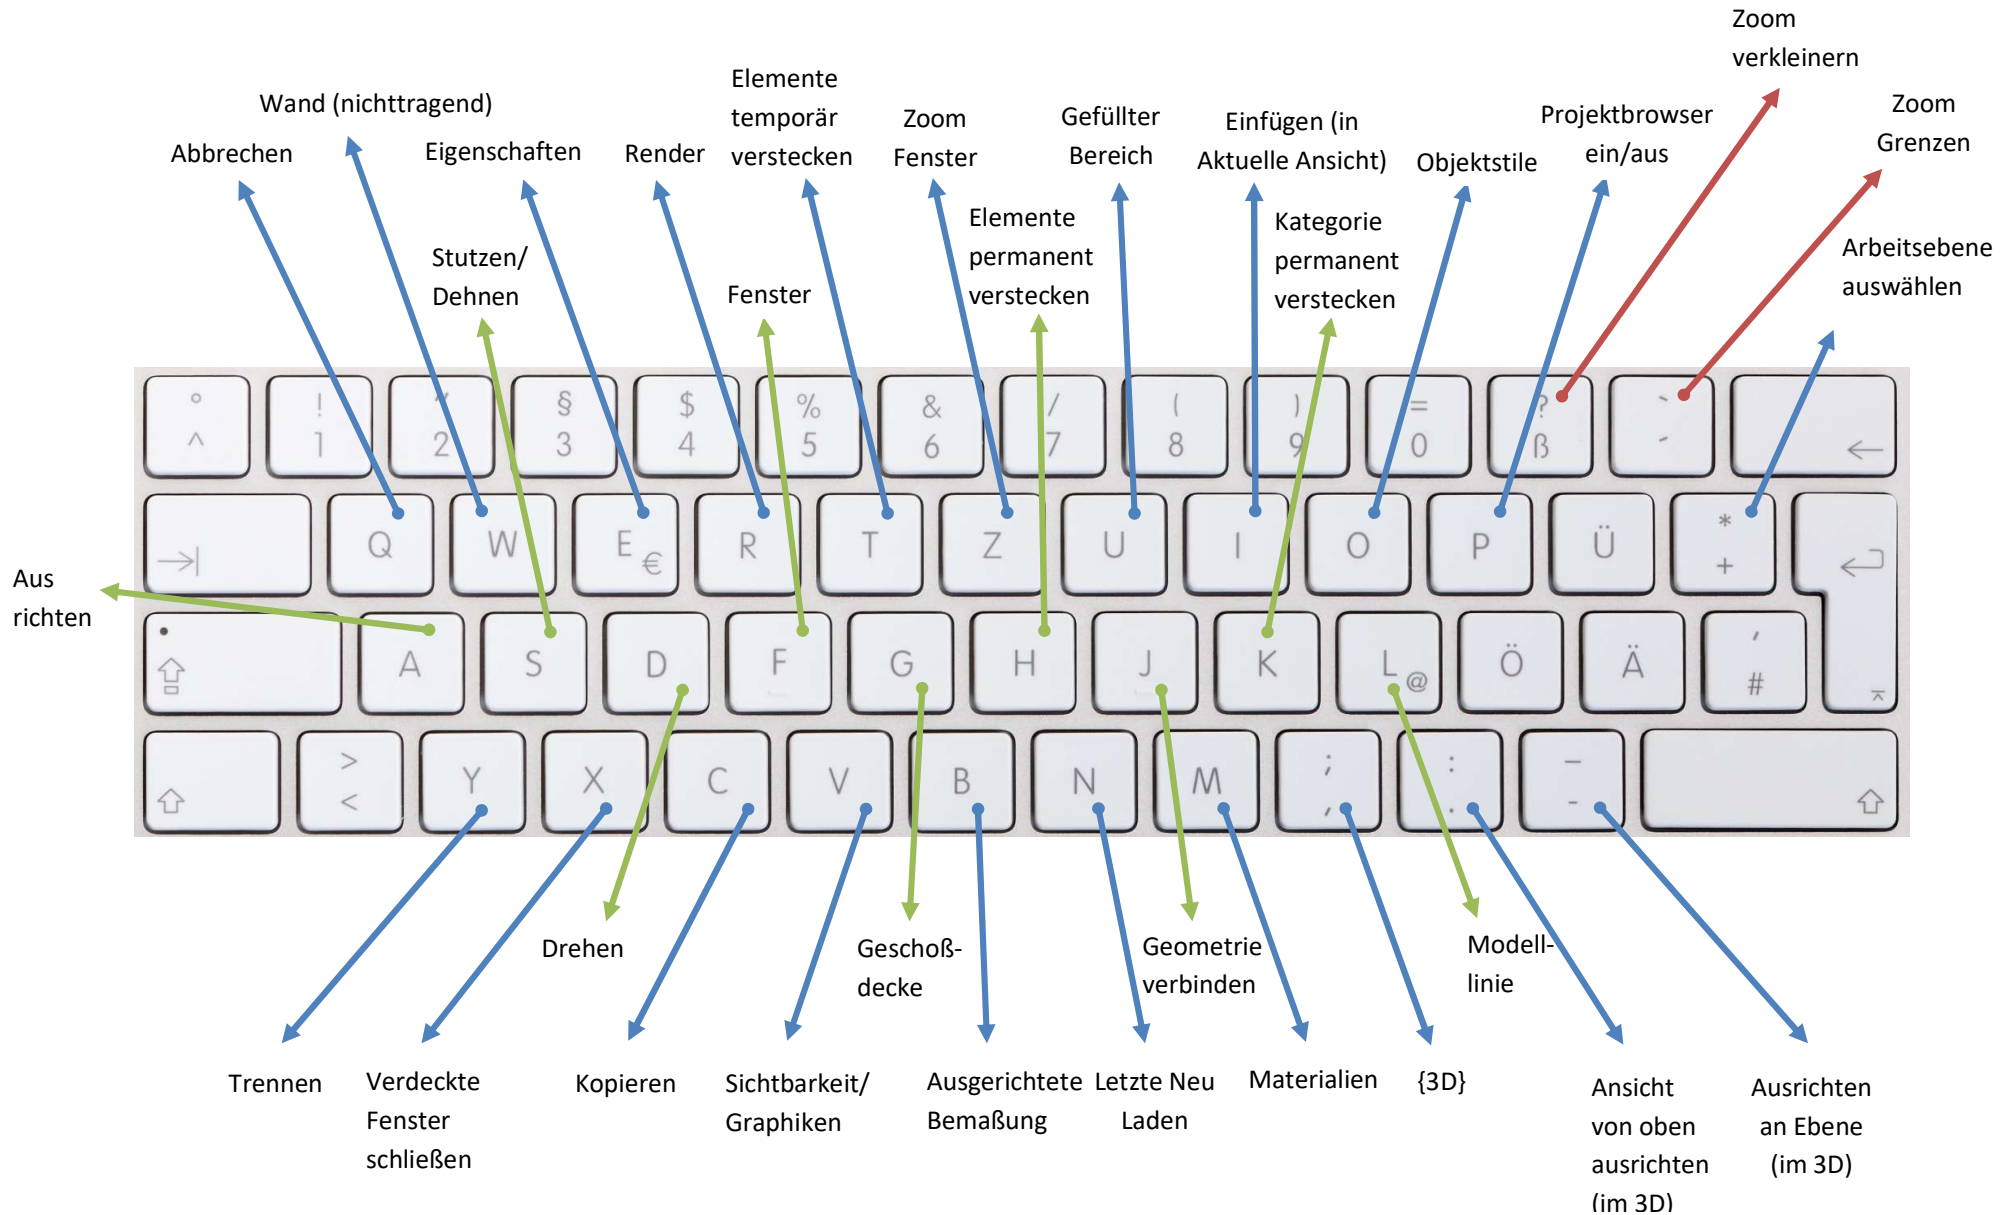 Zoom
verkleinern
Elemente
temporär
verstecken
Wand (nichttragend)
Zoom
Fenster
Gefüllter
Bereich
Einfügen (in
Aktuelle Ansicht)
Projektbrowser
ein/aus
Zoom
Grenzen
Abbrechen
Eigenschaften
Render
Objektstile
Elemente
permanent
verstecken
Kategorie
permanent
verstecken
Arbeitsebene
auswählen
Stutzen/
Dehnen
Fenster
° ! " § $ % & / ( ) = ? `
^ 1 2 3 4 5 6 7 8 9 0 ß ´ ←
→| Q W E € R T Z U I O P Ü * +
Aus
richten
A S D F G H J K L @ Ö Ä ' #
> < Y X C V B N M ; , : . _ -
Drehen
Geschoß-
decke
Geometrie
verbinden
Modell-
linie
Trennen
Verdeckte
Fenster
schließen
Kopieren
Sichtbarkeit/
Graphiken
Ausgerichtete
Bemaßung
Letzte Neu
Laden
Materialien
{3D}
Ansicht
von oben
ausrichten
(im 3D)
Ausrichten
an Ebene
(im 3D)